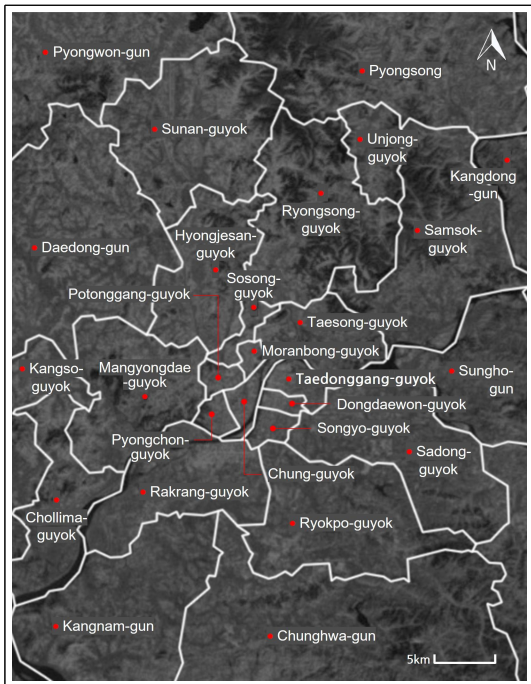 Pyongwon-gun
N
Pyongsong
Sunan-guyok
Unjong-
guyok
Kangdong
-gun
Ryongsong-
guyok
Samsok-
guyok
Hyongjesan-
guyok
Daedong-gun
Sosong-
guyok
Potonggang-guyok
Taesong-guyok
Moranbong-guyok
Kangso-
guyok
Mangyongdae
-guyok
Taedonggang-guyok
Sungho-
gun
Dongdaewon-guyok
Songyo-guyok
Pyongchon-
guyok
Sadong-
guyok
Chung-guyok
Rakrang-guyok
Chollima-
guyok
Ryokpo-guyok
Kangnam-gun
Chunghwa-gun
5km